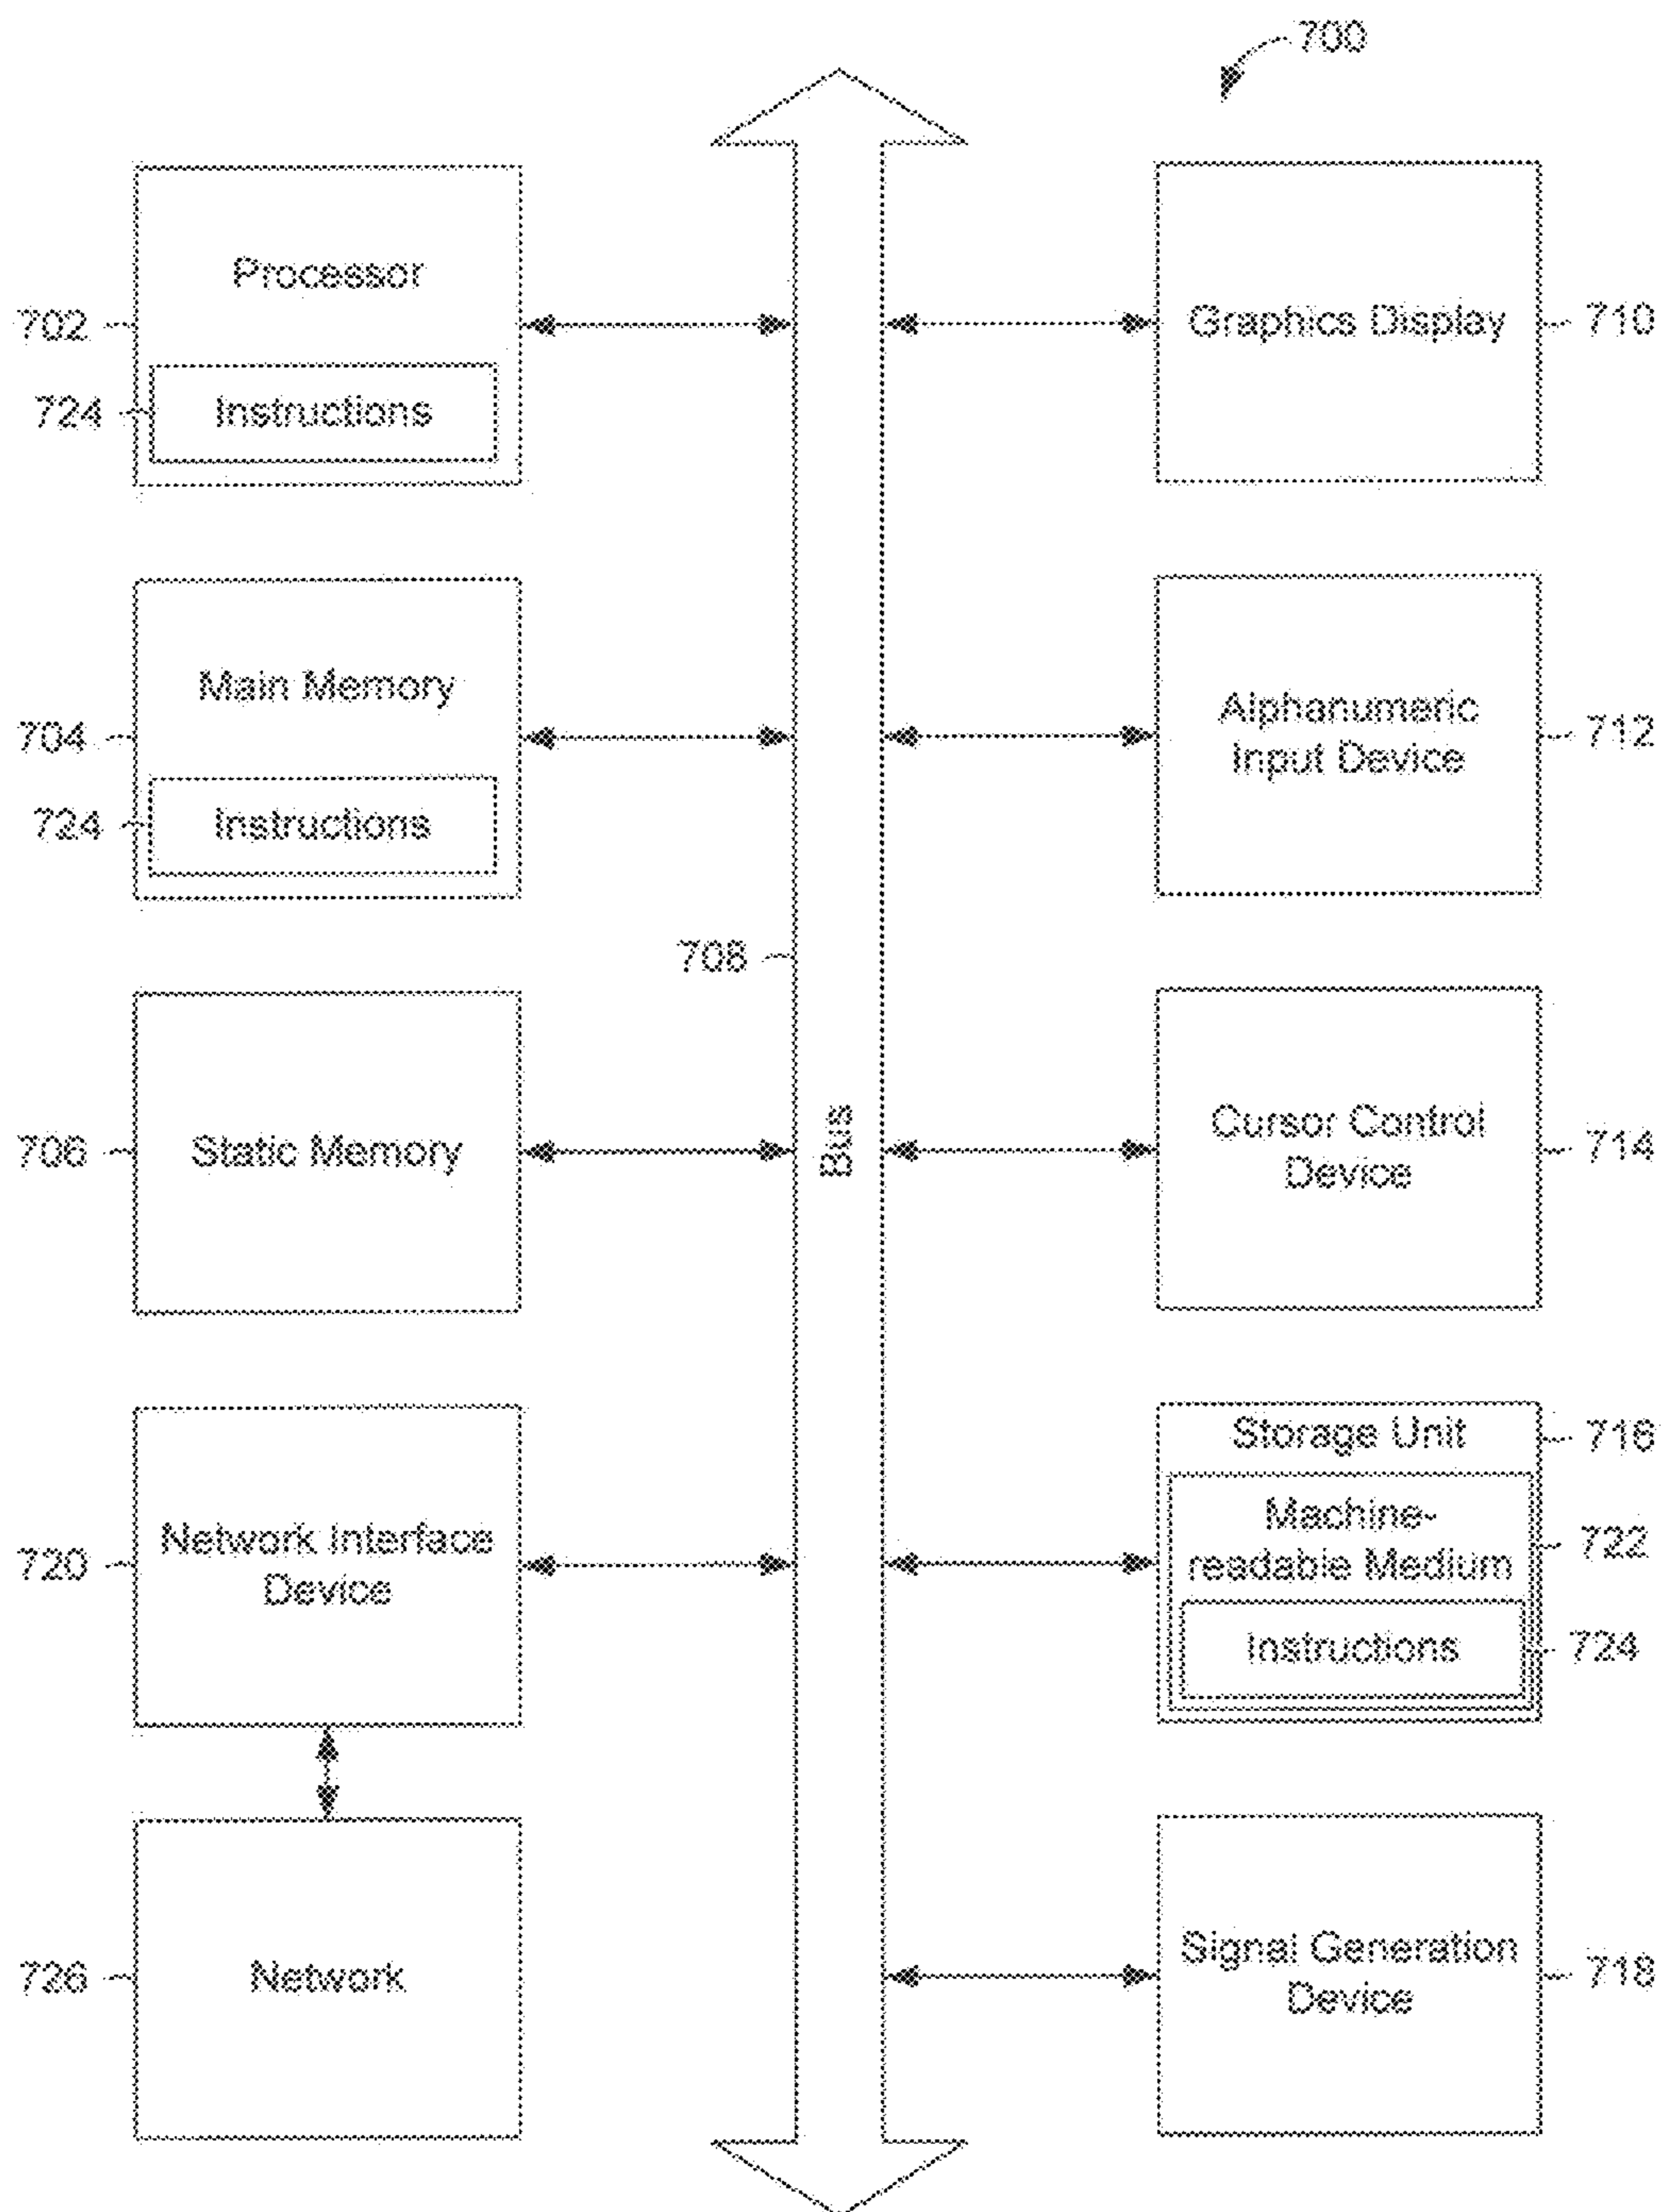 700
Processor
702
724
Instructions
Graphics Display
710
Main Memory
704
724
Instructions
Alphanumeric
Input Device
712
708
Bus
706
Static Memory
Cursor Control
Device
714
720
Network Interface
Device
Storage Unit
716
Machine-
readable Medium
722
Instructions
724
726
Network
Signal Generation
Device
718